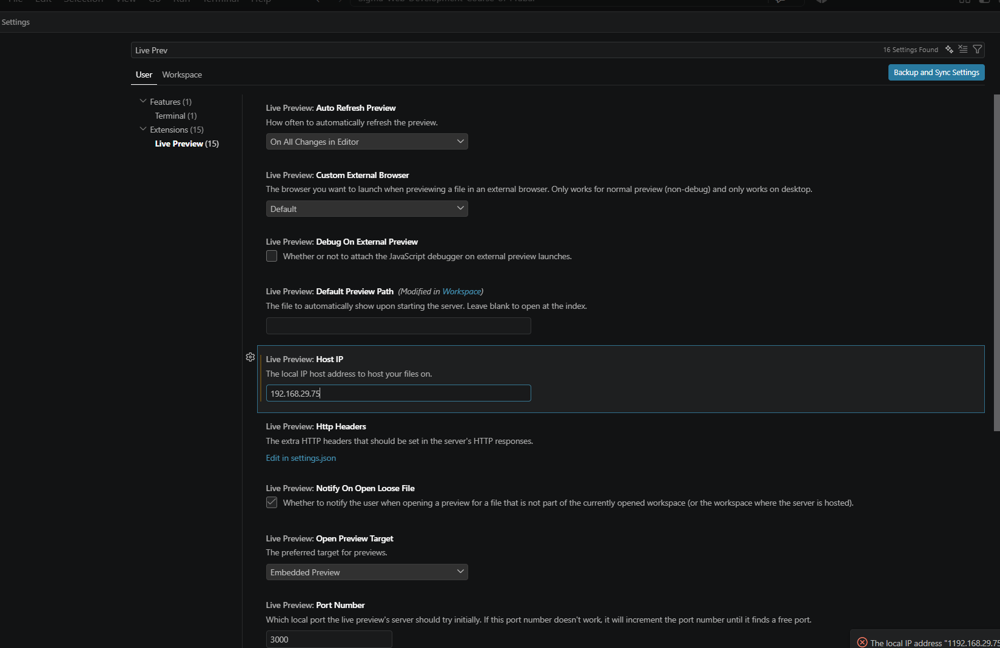 File Edit Selection View Go Run Terminal Help
Settings
Live Prev
16 Settings Found
User Workspace
Backup and Sync Settings
Features (1)
Terminal (1)
Extensions (15)
Live Preview (15)
Live Preview: Auto Refresh Preview
How often to automatically refresh the preview.
On All Changes in Editor
Live Preview: Custom External Browser
The browser you want to launch when previewing a file in an external browser. Only works for normal preview (non-debug) and only works on desktop.
Default
Live Preview: Debug On External Preview
Whether or not to attach the JavaScript debugger on external preview launches.
Live Preview: Default Preview Path (Modified in Workspace)
The file to automatically show upon starting the server. Leave blank to open at the index.
Live Preview: Host IP
The local IP host address to host your files on.
192.168.29.75
Live Preview: Http Headers
The extra HTTP headers that should be set in the server's HTTP responses.
Edit in settings.json
Live Preview: Notify On Open Loose File
Whether to notify the user when opening a preview for a file that is not part of the currently opened workspace (or the workspace where the server is hosted).
Live Preview: Open Preview Target
The preferred target for previews.
Embedded Preview
Live Preview: Port Number
Which local port the live preview's server should try initially. If this port number doesn't work, it will increment the port number until it finds a free port.
3000
The local IP address "1192.168.29.75